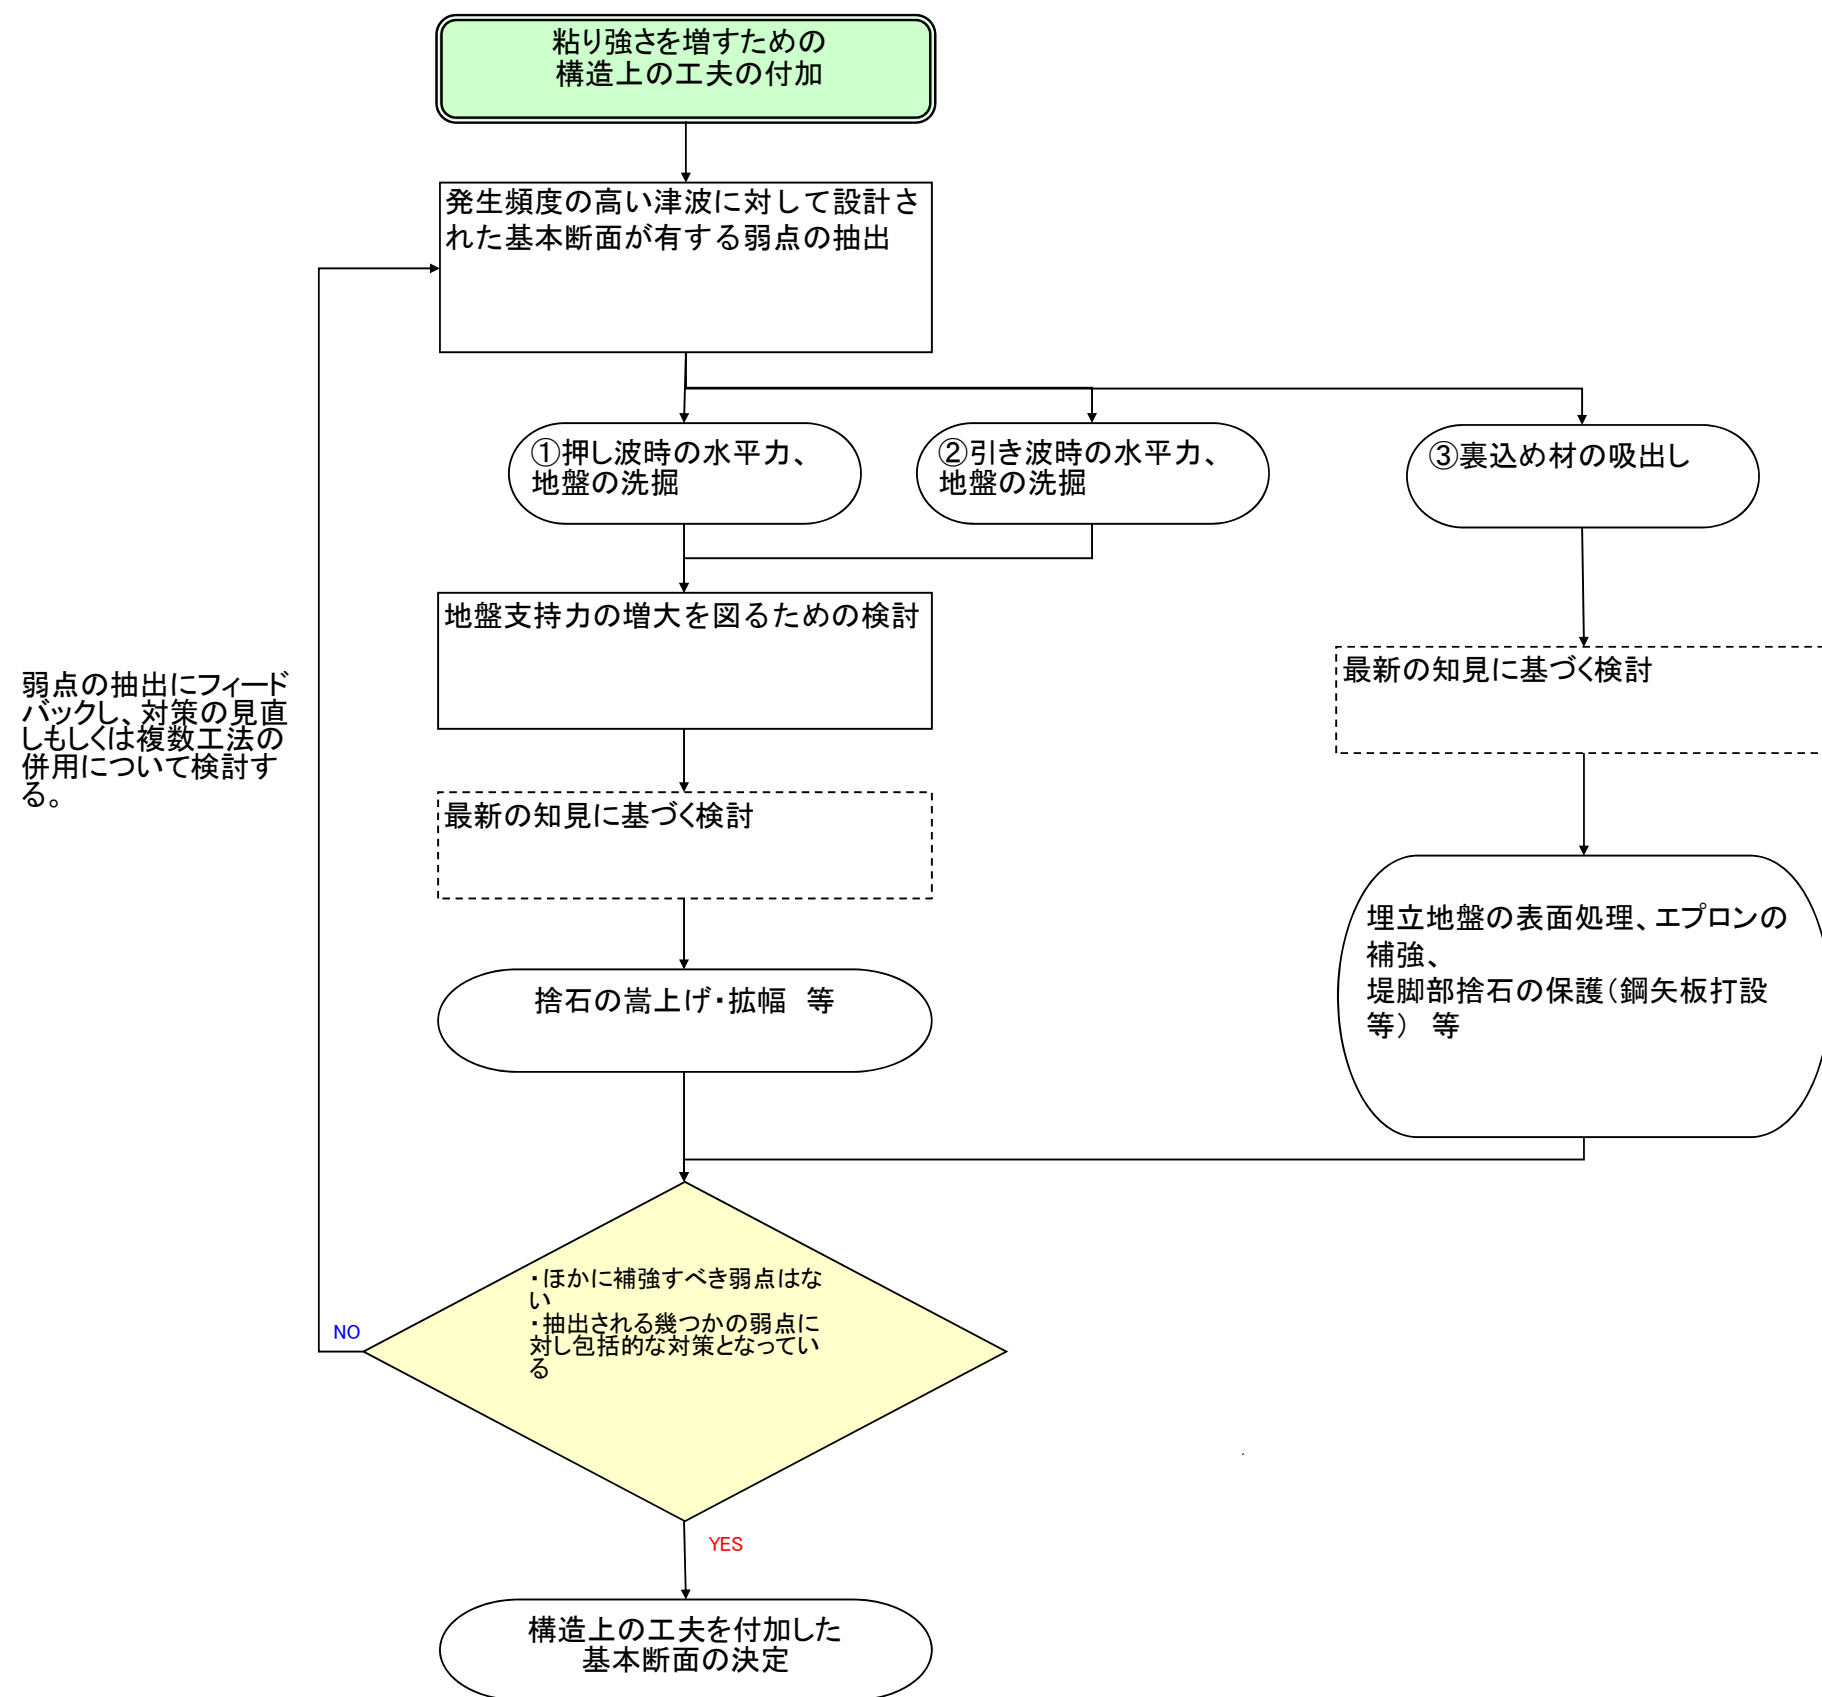 粘り強さを増すための
構造上の工夫の付加
発生頻度の高い津波に対して設計さ
れた基本断面が有する弱点の抽出
①押し波時の水平力、
地盤の洗掘
②引き波時の水平力、
地盤の洗掘
③裏込め材の吸出し
地盤支持力の増大を図るための検討
最新の知見に基づく検討
弱点の抽出にフィード
バックし、対策の見直
しもしくは複数工法の
併用について検討す
る。
最新の知見に基づく検討
埋立地盤の表面処理、エプロンの
補強、
堤脚部捨石の保護（鋼矢板打設
等）　等
捨石の嵩上げ・拡幅　等
・ほかに補強すべき弱点はな
い
・抽出される幾つかの弱点に
対し包括的な対策となってい
る
NO
YES
構造上の工夫を付加した
基本断面の決定